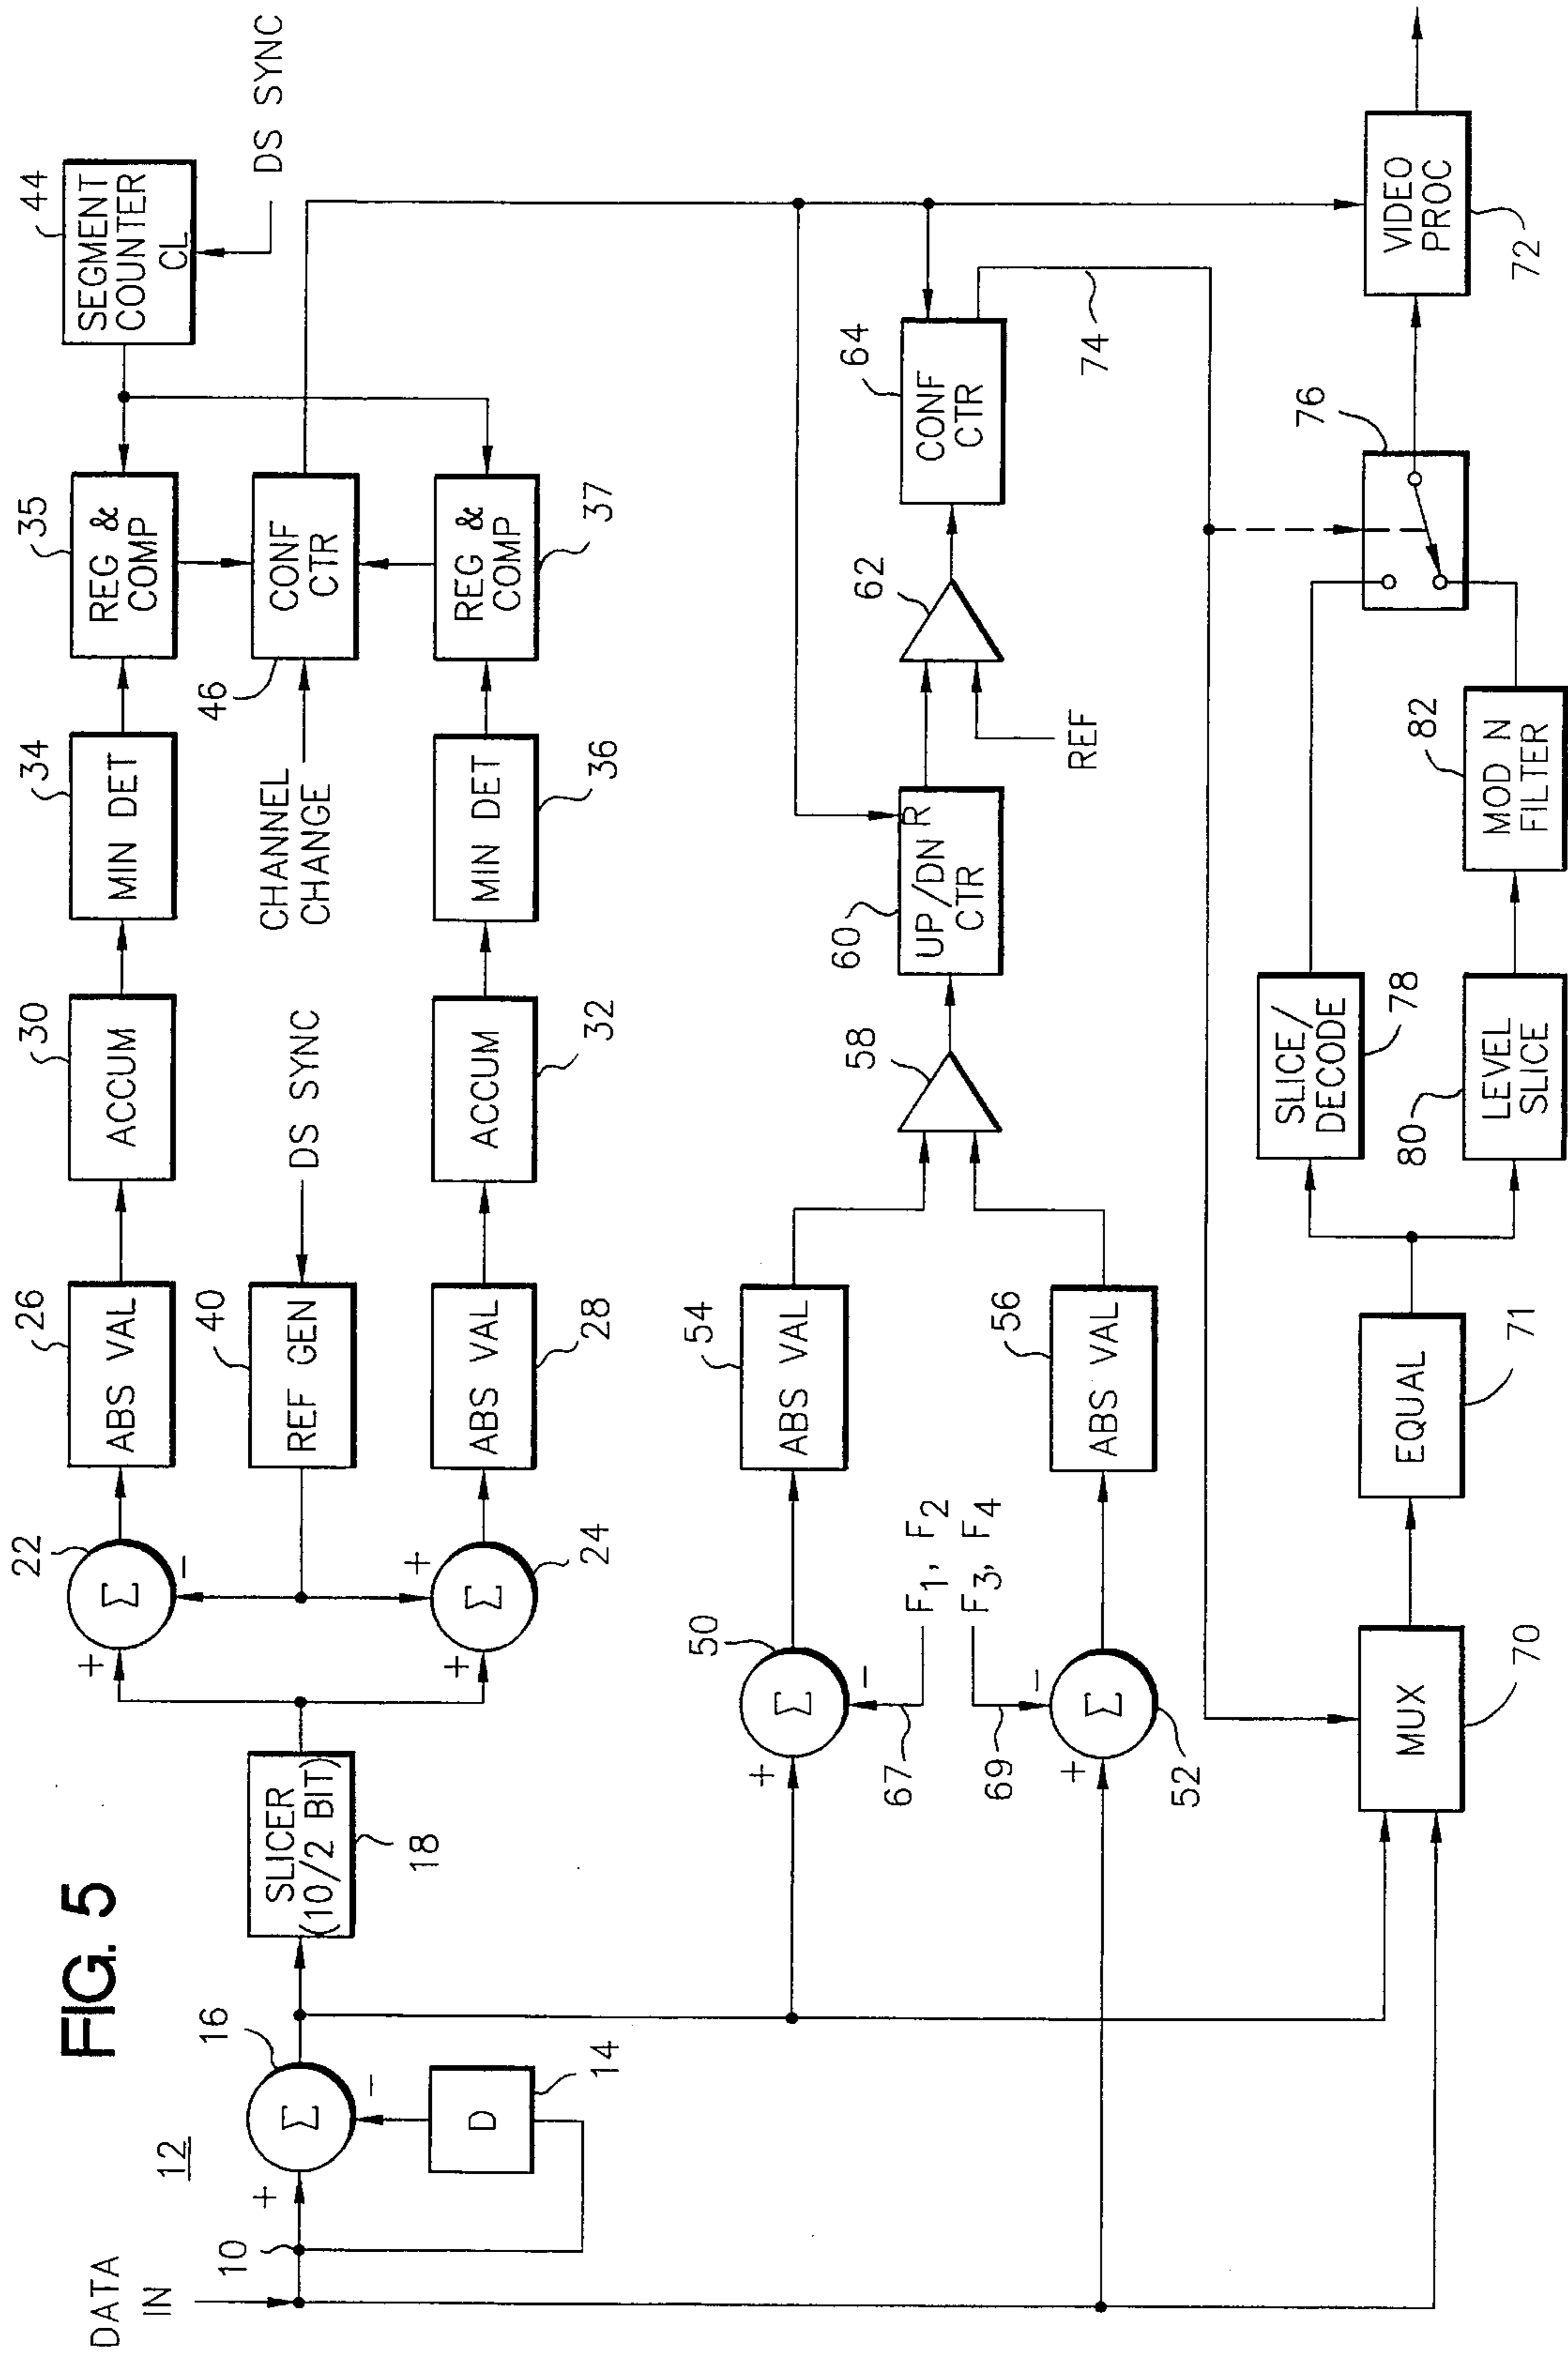 FIG. 5
DATA
IN
10
12
+
Σ
−
16
D
14
SLICER
(10/2 BIT)
18
+
Σ
−
22
ABS VAL
26
ACCUM
30
MIN DET
34
REG &
COMP
35
SEGMENT
COUNTER
CL
44
DS SYNC
REF GEN
40
DS SYNC
CHANNEL
CHANGE
CONF
CTR
46
+
+
Σ
24
ABS VAL
28
ACCUM
32
MIN DET
36
REG &
COMP
37
+
Σ
−
50
67
F1, F2
ABS VAL
54
F3, F4
69
+
Σ
−
52
ABS VAL
56
58
UP/DN
CTR
R
60
REF
62
CONF
CTR
64
74
MUX
70
EQUAL
71
SLICE/
DECODE
78
LEVEL
SLICE
80
MOD N
FILTER
82
76
VIDEO
PROC
72